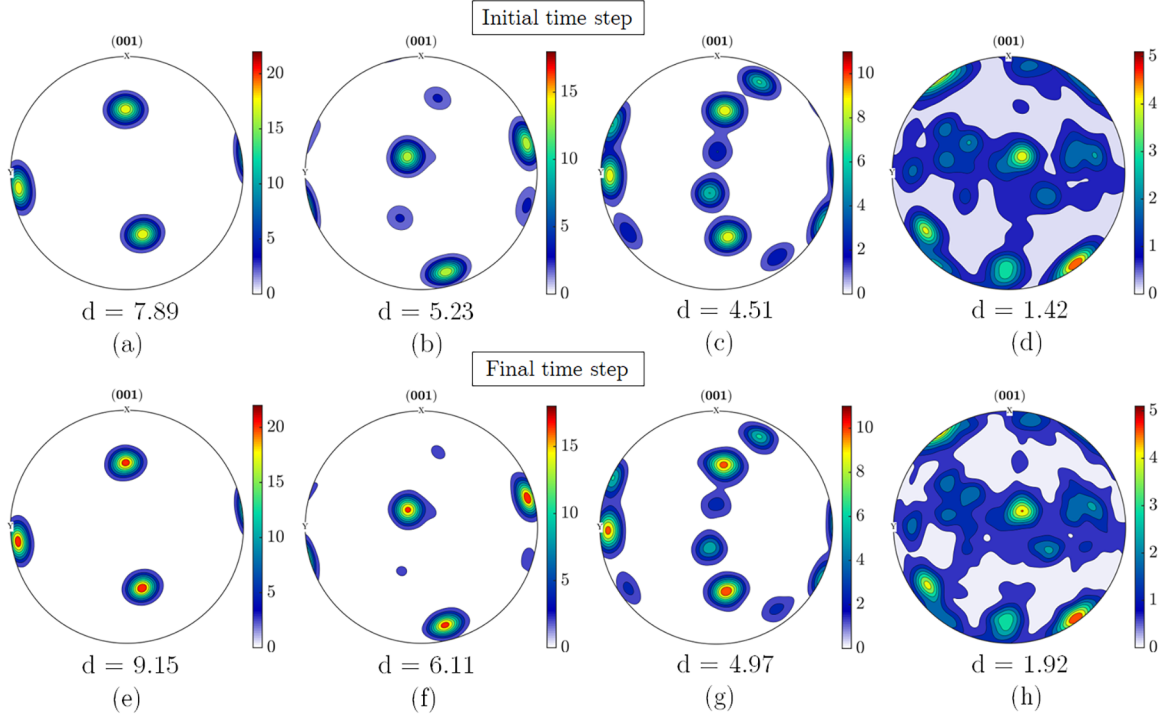 Initial time step
(001) (001) (001) (001)
X X X X
Y Y Y Y
20 15 10 5 0
15 10 5 0
10 8 6 4 2 0
5 4 3 2 1 0
d = 7.89 d = 5.23 d = 4.51 d = 1.42
(a) (b) (c) (d)
Final time step
(001) (001) (001) (001)
X X X X
Y Y Y Y
20 15 10 5 0
15 10 5 0
10 8 6 4 2 0
5 4 3 2 1 0
d = 9.15 d = 6.11 d = 4.97 d = 1.92
(e) (f) (g) (h)